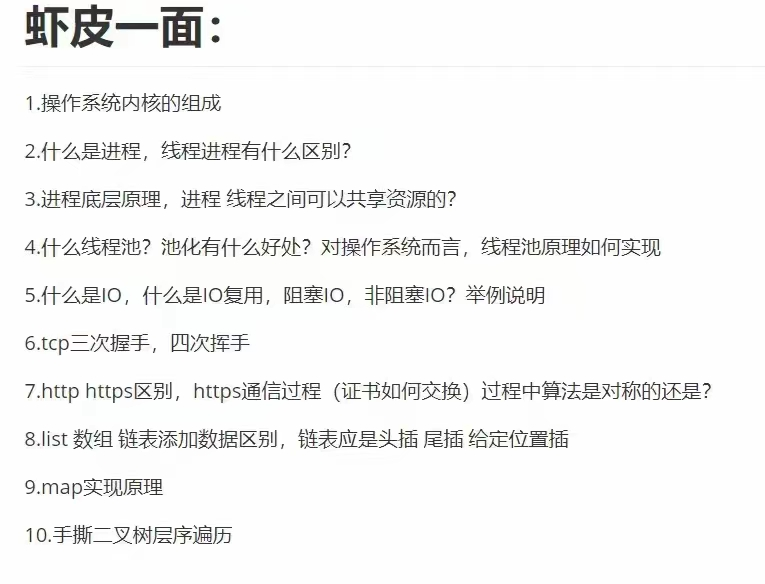 虾皮一面：
1.操作系统内核的组成
2.什么是进程，线程进程有什么区别？
3.进程底层原理，进程 线程之间可以共享资源的？
4.什么线程池？池化有什么好处？对操作系统而言，线程池原理如何实现
5.什么是IO，什么是IO复用，阻塞IO，非阻塞IO？举例说明
6.tcp三次握手，四次挥手
7.http https区别，https通信过程（证书如何交换）过程中算法是对称的还是？
8.list 数组 链表添加数据区别，链表应是头插 尾插 给定位置插
9.map实现原理
10.手撕二叉树层序遍历